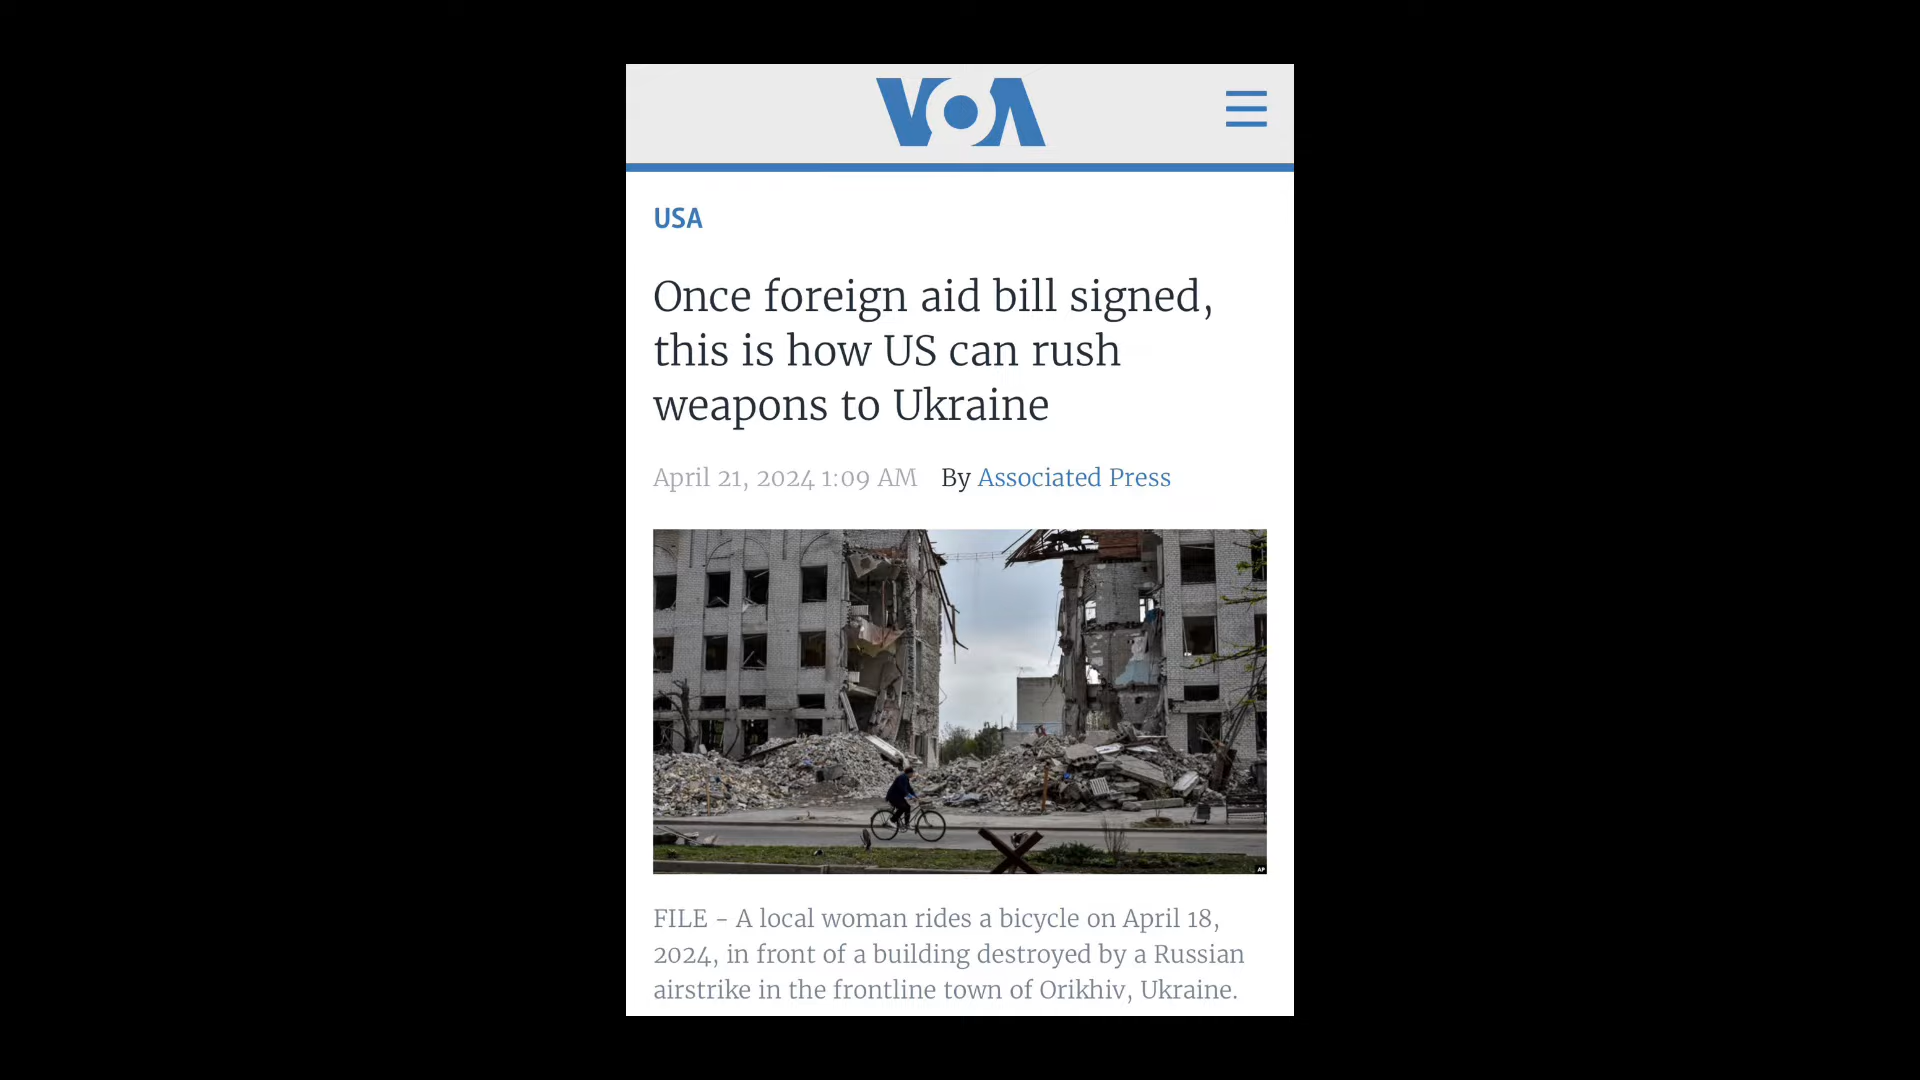 VOA
USA
Once foreign aid bill signed,
this is how US can rush
weapons to Ukraine
April 21, 2024 1:09 AM By Associated Press
AP
FILE - A local woman rides a bicycle on April 18,
2024, in front of a building destroyed by a Russian
airstrike in the frontline town of Orikhiv, Ukraine.